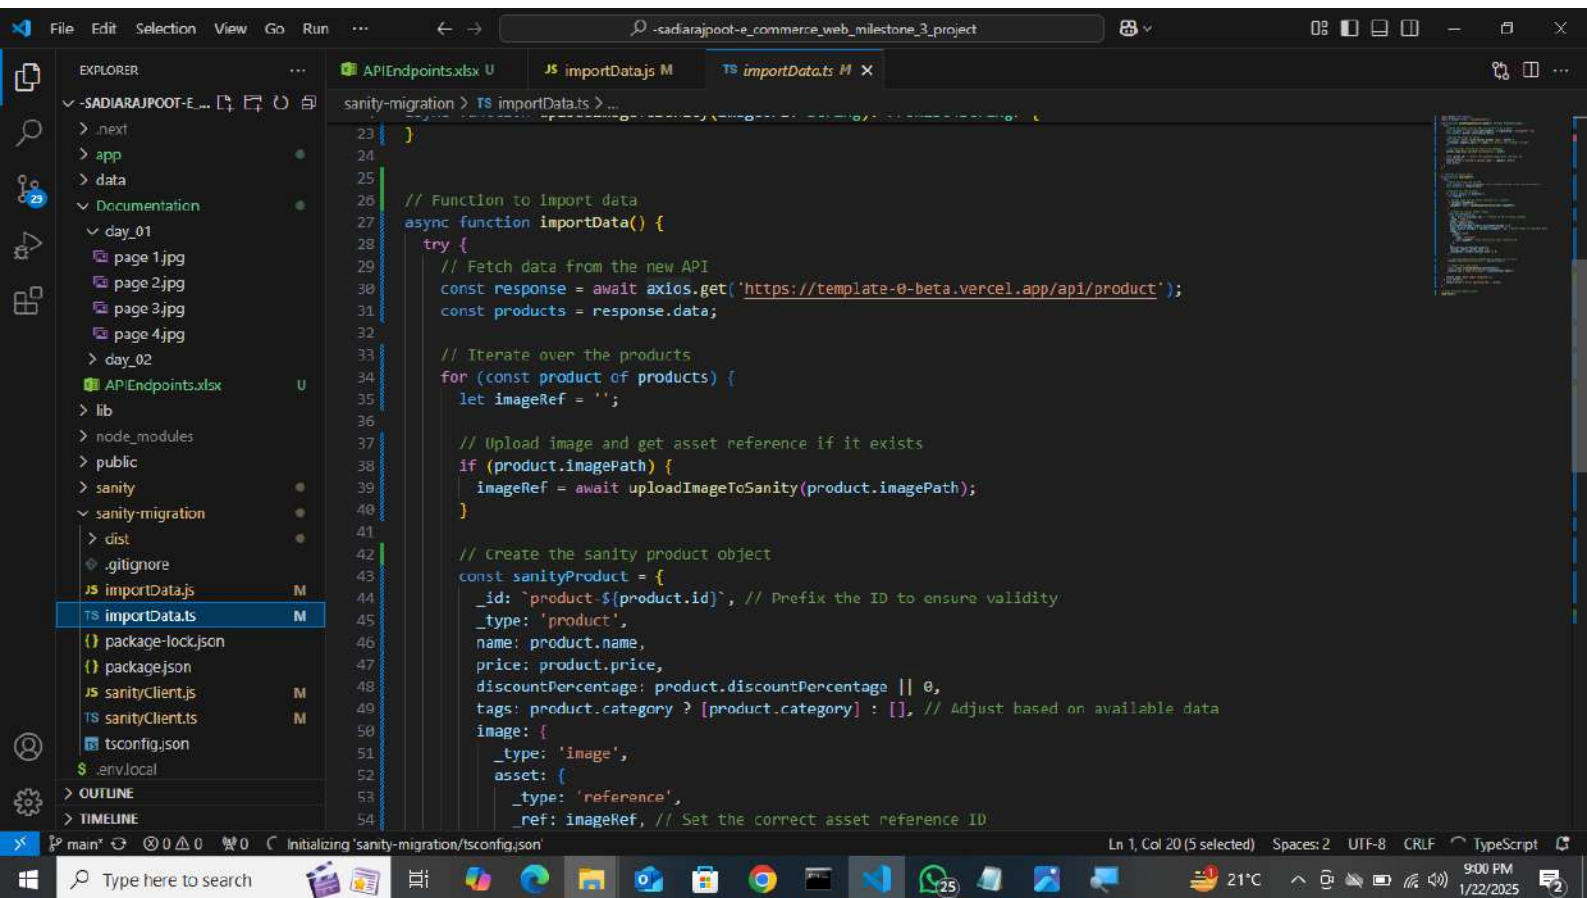 File Edit Selection View Go Run ...
-sadiarajpoot-e_commerce_web_milestone_3_project
EXPLORER
APIEndpoints.xlsx U
JS importData.js M
TS importData.ts M
-SADIARAJPOOT-E_...
sanity-migration > TS importData.ts > ...
> .next
> app
> data
Documentation
day_01
page 1.jpg
page 2.jpg
page 3.jpg
page 4.jpg
> day_02
APIEndpoints.xlsx U
> lib
> node_modules
> public
> sanity
sanity-migration
> dist
.gitignore
JS importData.js M
TS importData.ts M
{} package-lock.json
{} package.json
JS sanityClient.js M
TS sanityClient.ts M
TS tsconfig.json
$ .env.local
> OUTLINE
> TIMELINE
29
23 }
24
25
26 // Function to import data
27 async function importData() {
28 try {
29 // Fetch data from the new API
30 const response = await axios.get('https://template-0-beta.vercel.app/api/product');
31 const products = response.data;
32
33 // Iterate over the products
34 for (const product of products) {
35 let imageRef = '';
36
37 // Upload image and get asset reference if it exists
38 if (product.imagePath) {
39 imageRef = await uploadImageToSanity(product.imagePath);
40 }
41
42 // Create the sanity product object
43 const sanityProduct = {
44 _id: `product-${product.id}`, // Prefix the ID to ensure validity
45 _type: 'product',
46 name: product.name,
47 price: product.price,
48 discountPercentage: product.discountPercentage || 0,
49 tags: product.category ? [product.category] : [], // Adjust based on available data
50 image: {
51 _type: 'image',
52 asset: {
53 _type: 'reference',
54 _ref: imageRef, // Set the correct asset reference ID
main* 0 0 0 Initializing 'sanity-migration/tsconfig.json' Ln 1, Col 20 (5 selected) Spaces: 2 UTF-8 CRLF TypeScript
Type here to search
25
21°C
9:00 PM
1/22/2025
2